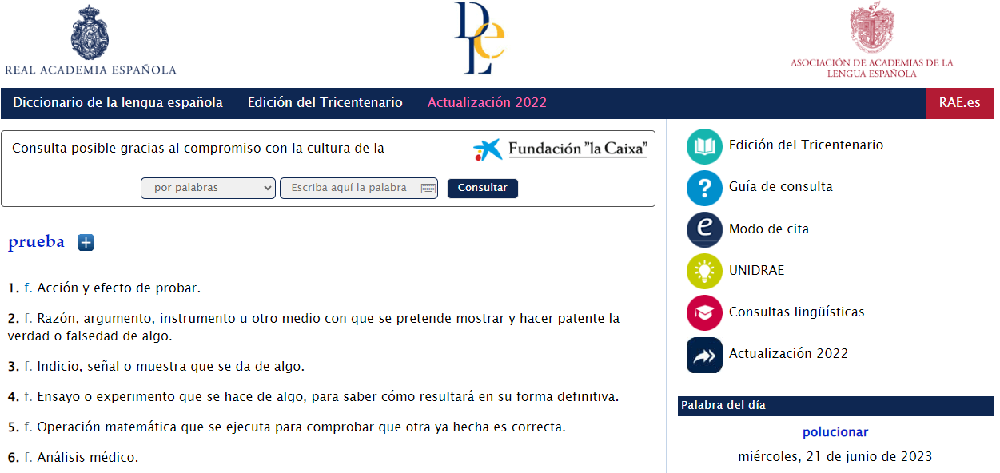 REAL ACADEMIA ESPAÑOLA
DLe
ASOCIACIÓN DE ACADEMIAS DE LA
LENGUA ESPAÑOLA
Diccionario de la lengua española
Edición del Tricentenario
Actualización 2022
RAE.es
Consulta posible gracias al compromiso con la cultura de la
Fundación "la Caixa"
por palabras
Escriba aquí la palabra
Consultar
prueba +
1. f. Acción y efecto de probar.
2. f. Razón, argumento, instrumento u otro medio con que se pretende mostrar y hacer patente la
verdad o falsedad de algo.
3. f. Indicio, señal o muestra que se da de algo.
4. f. Ensayo o experimento que se hace de algo, para saber cómo resultará en su forma definitiva.
5. f. Operación matemática que se ejecuta para comprobar que otra ya hecha es correcta.
6. f. Análisis médico.
Edición del Tricentenario
? Guía de consulta
e Modo de cita
UNIDRAE
Consultas lingüísticas
Actualización 2022
Palabra del día
polucionar
miércoles, 21 de junio de 2023